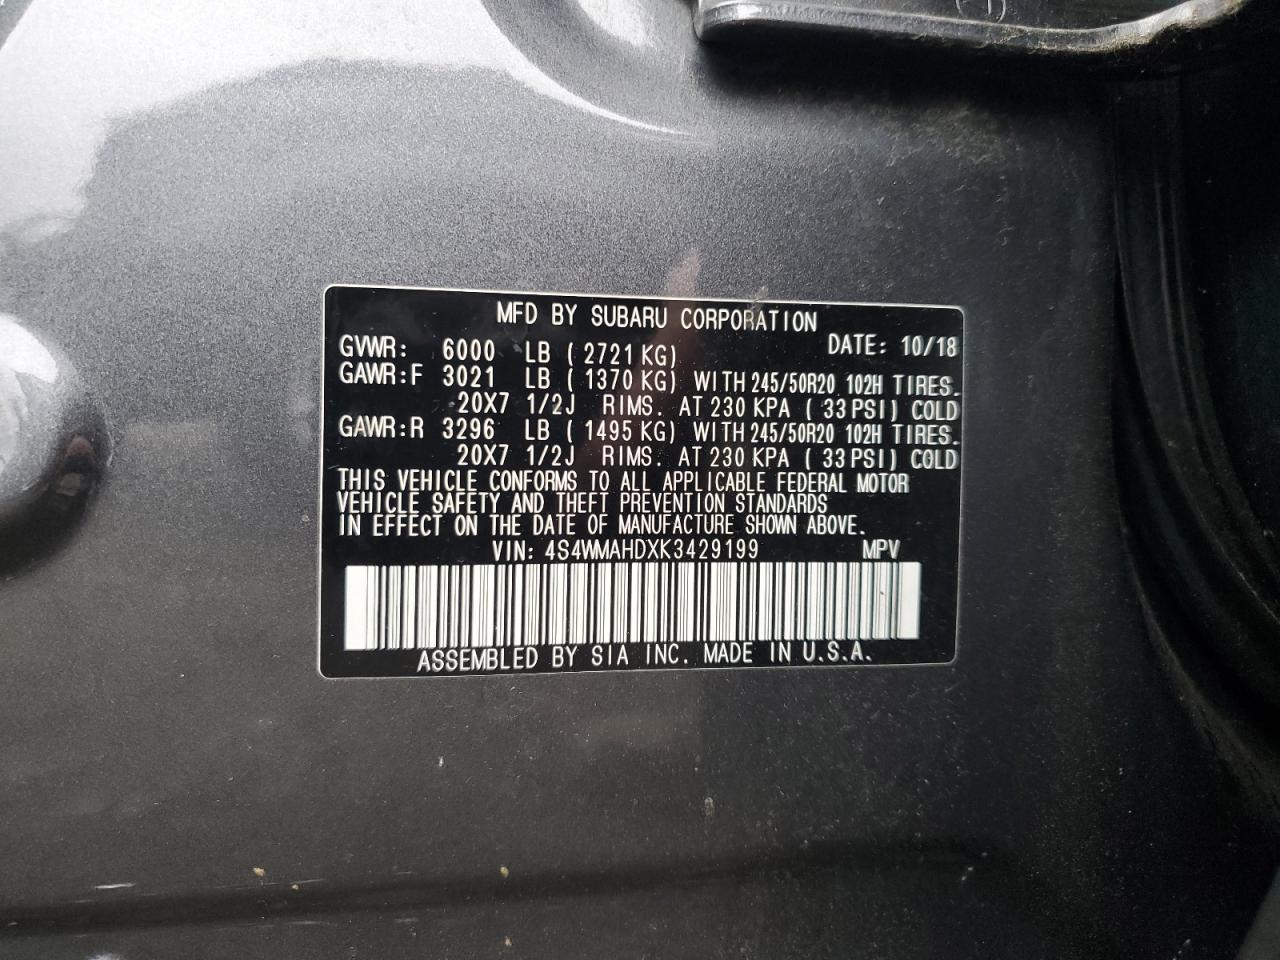 MFD BY SUBARU CORPORATION
GVWR: 6000 LB ( 2721 KG) DATE: 10/18
GAWR:F 3021 LB ( 1370 KG) WITH 245/50R20 102H TIRES.
20X7 1/2J RIMS. AT 230 KPA ( 33 PSI) COLD
GAWR:R 3296 LB ( 1495 KG) WITH 245/50R20 102H TIRES.
20X7 1/2J RIMS. AT 230 KPA ( 33 PSI) COLD
THIS VEHICLE CONFORMS TO ALL APPLICABLE FEDERAL MOTOR
VEHICLE SAFETY AND THEFT PREVENTION STANDARDS
IN EFFECT ON THE DATE OF MANUFACTURE SHOWN ABOVE.
VIN: 4S4WMAHDXK3429199 MPV
ASSEMBLED BY SIA INC. MADE IN U.S.A.